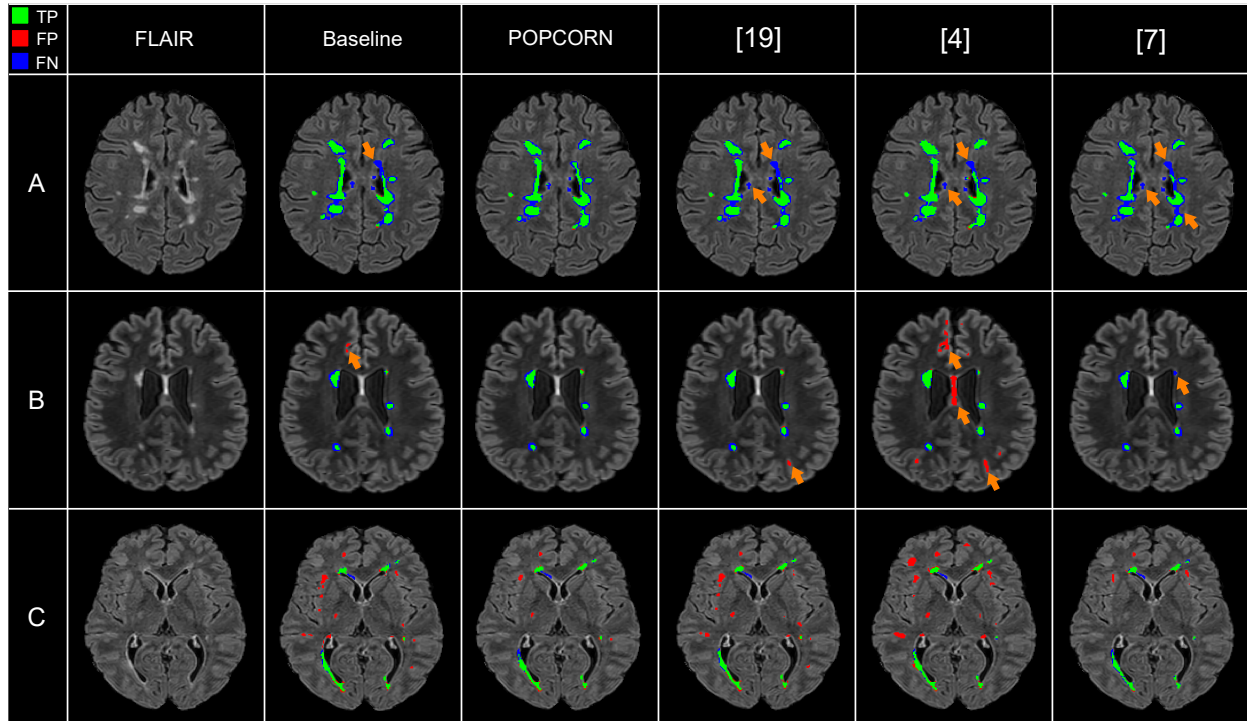 TP
FP
FN
FLAIR
Baseline
POPCORN
[19]
[4]
[7]
A
B
C